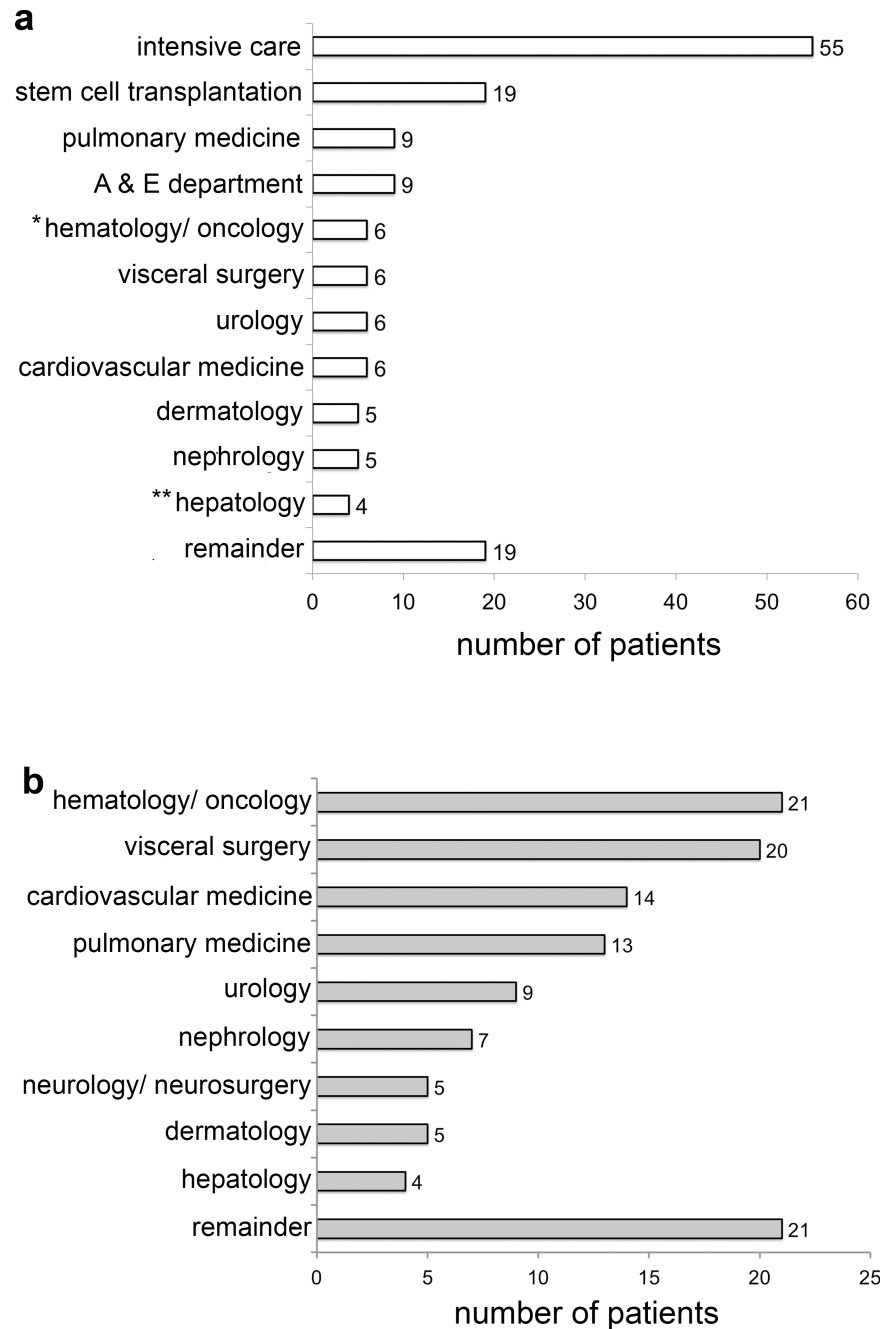 a
intensive care 55
stem cell transplantation 19
pulmonary medicine 9
A & E department 9
*hematology/ oncology 6
visceral surgery 6
urology 6
cardiovascular medicine 6
dermatology 5
nephrology 5
**hepatology 4
remainder 19
0 10 20 30 40 50 60
number of patients
b
hematology/ oncology 21
visceral surgery 20
cardiovascular medicine 14
pulmonary medicine 13
urology 9
nephrology 7
neurology/ neurosurgery 5
dermatology 5
hepatology 4
remainder 21
0 5 10 15 20 25
number of patients